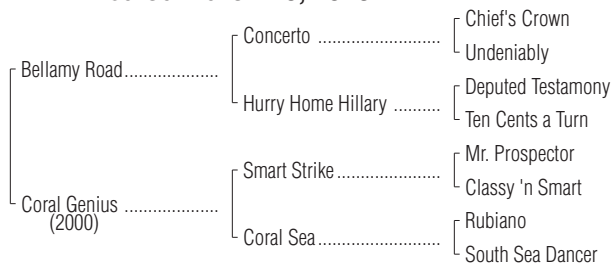 Chief's Crown
Concerto ............................
Undeniably
Bellamy Road.....................
Deputed Testamony
Hurry Home Hillary ..........
Ten Cents a Turn
Mr. Prospector
Smart Strike.......................
Classy 'n Smart
Coral Genius .....................
(2000)
Rubiano
Coral Sea...........................
South Sea Dancer